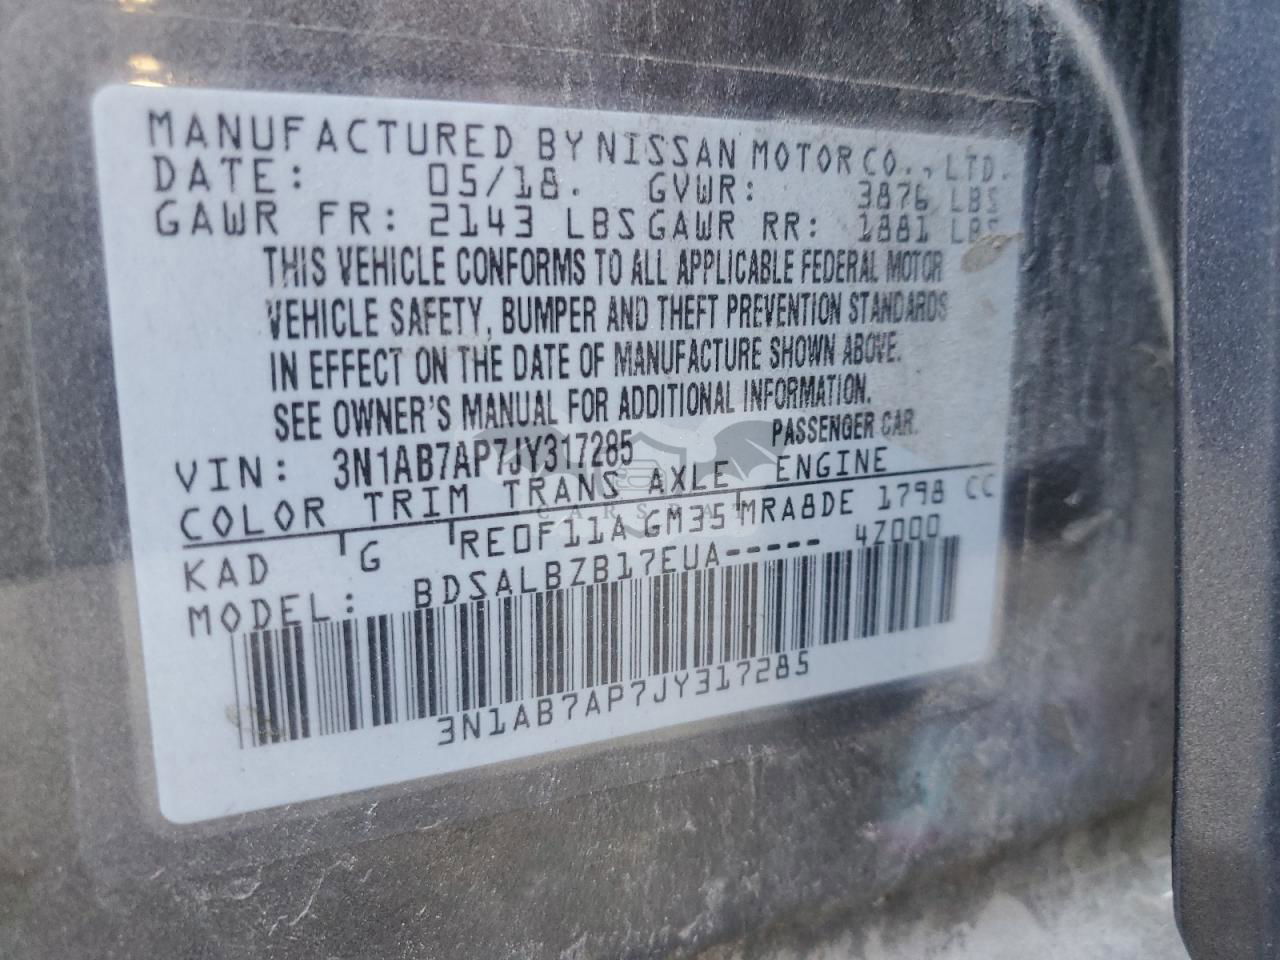 MANUFACTURED BY NISSAN MOTOR CO., LTD.
DATE: 05/18. GVWR: 3876 LBS
GAWR FR: 2143 LBS GAWR RR: 1881 LBS
THIS VEHICLE CONFORMS TO ALL APPLICABLE FEDERAL MOTOR
VEHICLE SAFETY, BUMPER AND THEFT PREVENTION STANDARDS
IN EFFECT ON THE DATE OF MANUFACTURE SHOWN ABOVE.
SEE OWNER'S MANUAL FOR ADDITIONAL INFORMATION.
VIN: 3N1AB7AP7JY317285 PASSENGER CAR.
COLOR TRIM TRANS AXLE ENGINE
KAD G RE0F11A GM35 MRA8DE 1798 CC
MODEL: BDSALBZB17EUA----- 4Z000
3N1AB7AP7JY317285